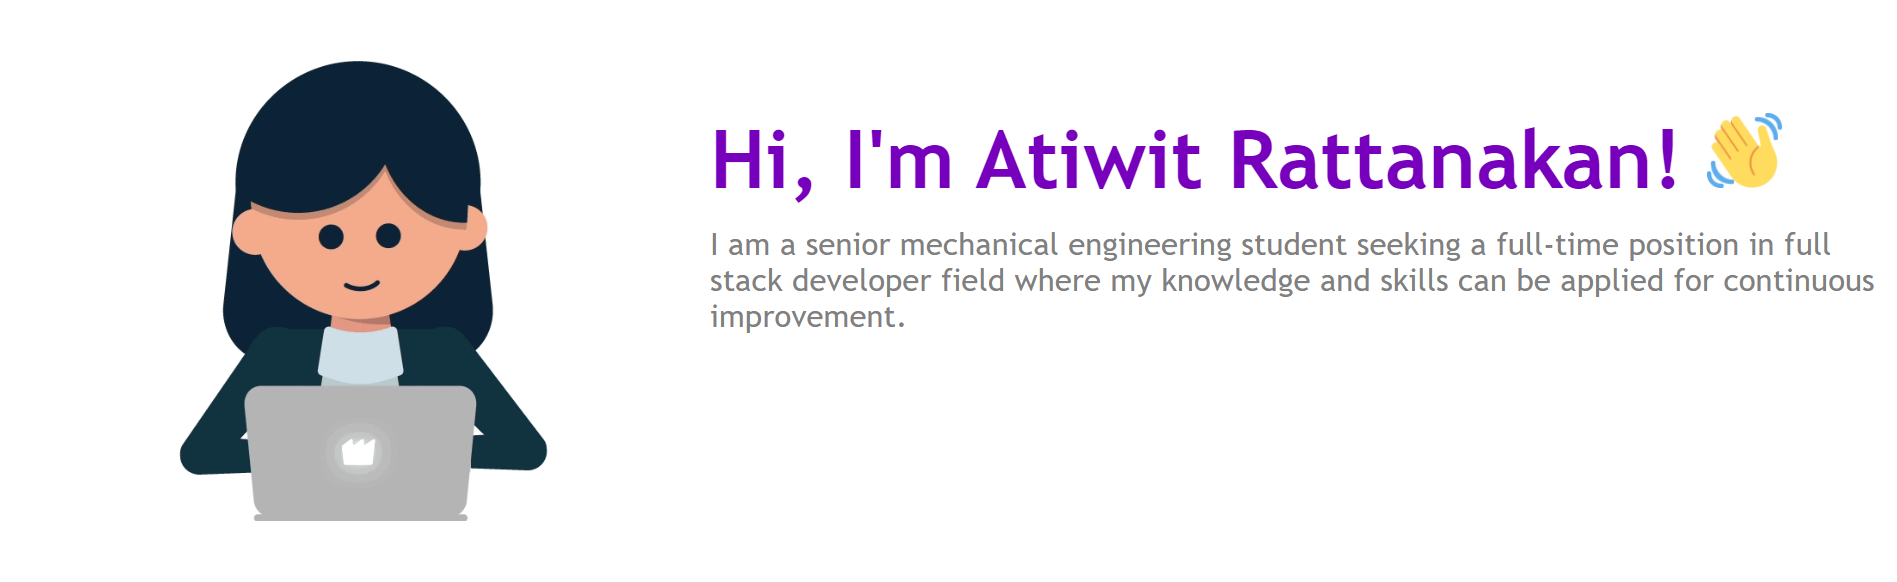 Hi, I'm Atiwit Rattanakan! 👋
I am a senior mechanical engineering student seeking a full-time position in full
stack developer field where my knowledge and skills can be applied for continuous
improvement.